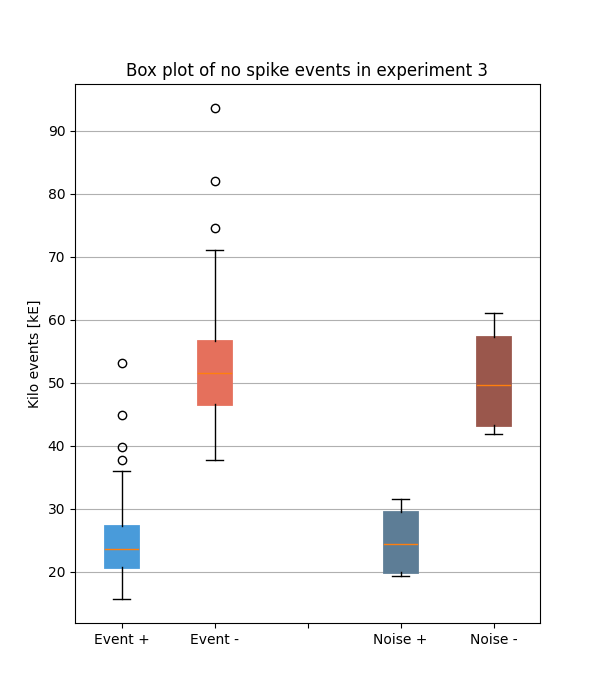 Box plot of no spike events in experiment 3
Kilo events [kE]
90
80
70
60
50
40
30
20
Event +
Event -
Noise +
Noise -